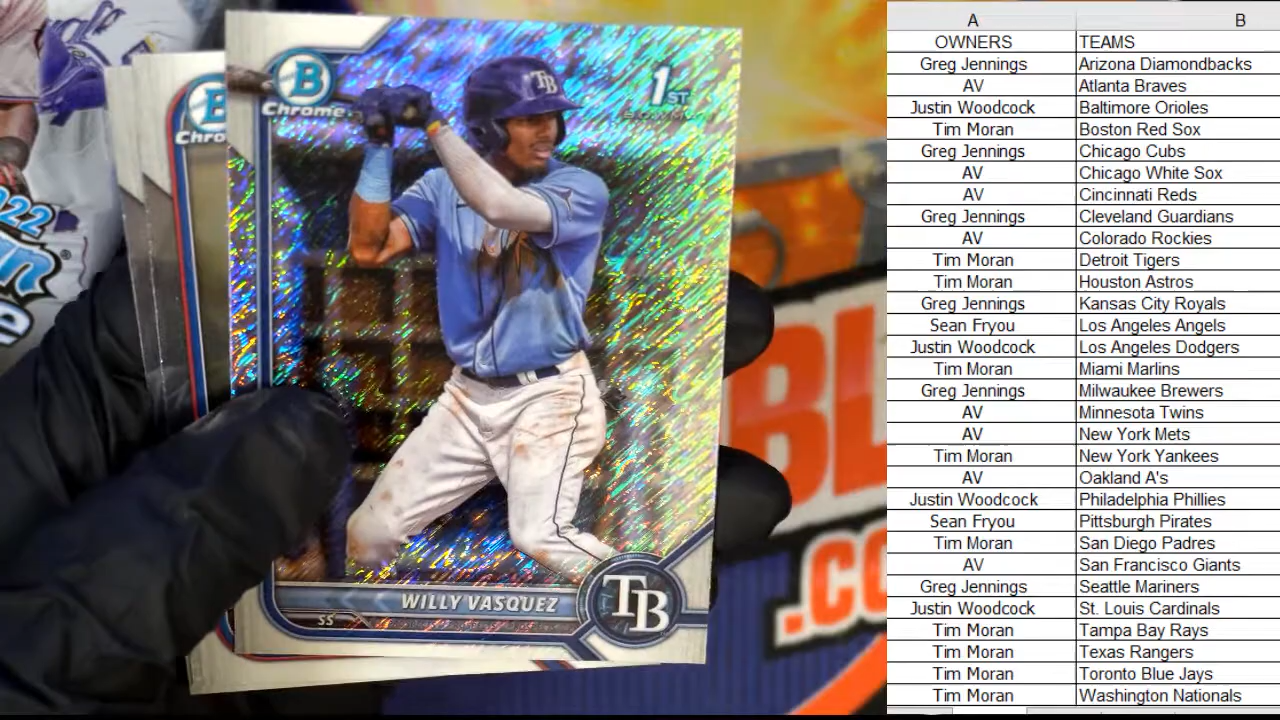 B
Chrome
1ST
BOWMAN
TB
WILLY VASQUEZ
SS
TB
B
Chro
022
BL
.CO
A B
OWNERS TEAMS
Greg Jennings Arizona Diamondbacks
AV Atlanta Braves
Justin Woodcock Baltimore Orioles
Tim Moran Boston Red Sox
Greg Jennings Chicago Cubs
AV Chicago White Sox
AV Cincinnati Reds
Greg Jennings Cleveland Guardians
AV Colorado Rockies
Tim Moran Detroit Tigers
Tim Moran Houston Astros
Greg Jennings Kansas City Royals
Sean Fryou Los Angeles Angels
Justin Woodcock Los Angeles Dodgers
Tim Moran Miami Marlins
Greg Jennings Milwaukee Brewers
AV Minnesota Twins
AV New York Mets
Tim Moran New York Yankees
AV Oakland A's
Justin Woodcock Philadelphia Phillies
Sean Fryou Pittsburgh Pirates
Tim Moran San Diego Padres
AV San Francisco Giants
Greg Jennings Seattle Mariners
Justin Woodcock St. Louis Cardinals
Tim Moran Tampa Bay Rays
Tim Moran Texas Rangers
Tim Moran Toronto Blue Jays
Tim Moran Washington Nationals